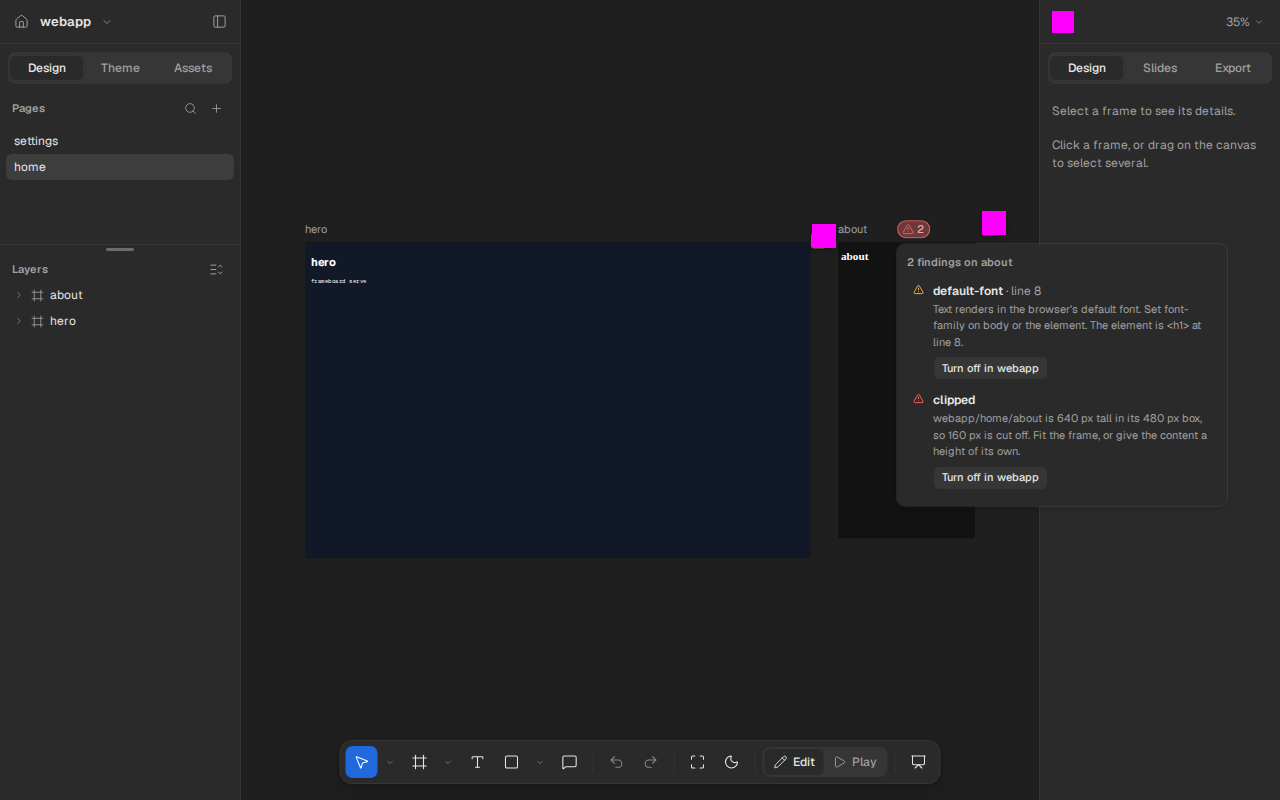 webapp
35%
Design Theme Assets
Design Slides Export
Pages
Select a frame to see its details.
settings
Click a frame, or drag on the canvas
to select several.
home
Layers
about
hero
hero
about
2
hero
frameboard serve
about
2 findings on about
default-font · line 8
Text renders in the browser's default font. Set font-
family on body or the element. The element is <h1> at
line 8.
Turn off in webapp
clipped
webapp/home/about is 640 px tall in its 480 px box,
so 160 px is cut off. Fit the frame, or give the content a
height of its own.
Turn off in webapp
Edit Play